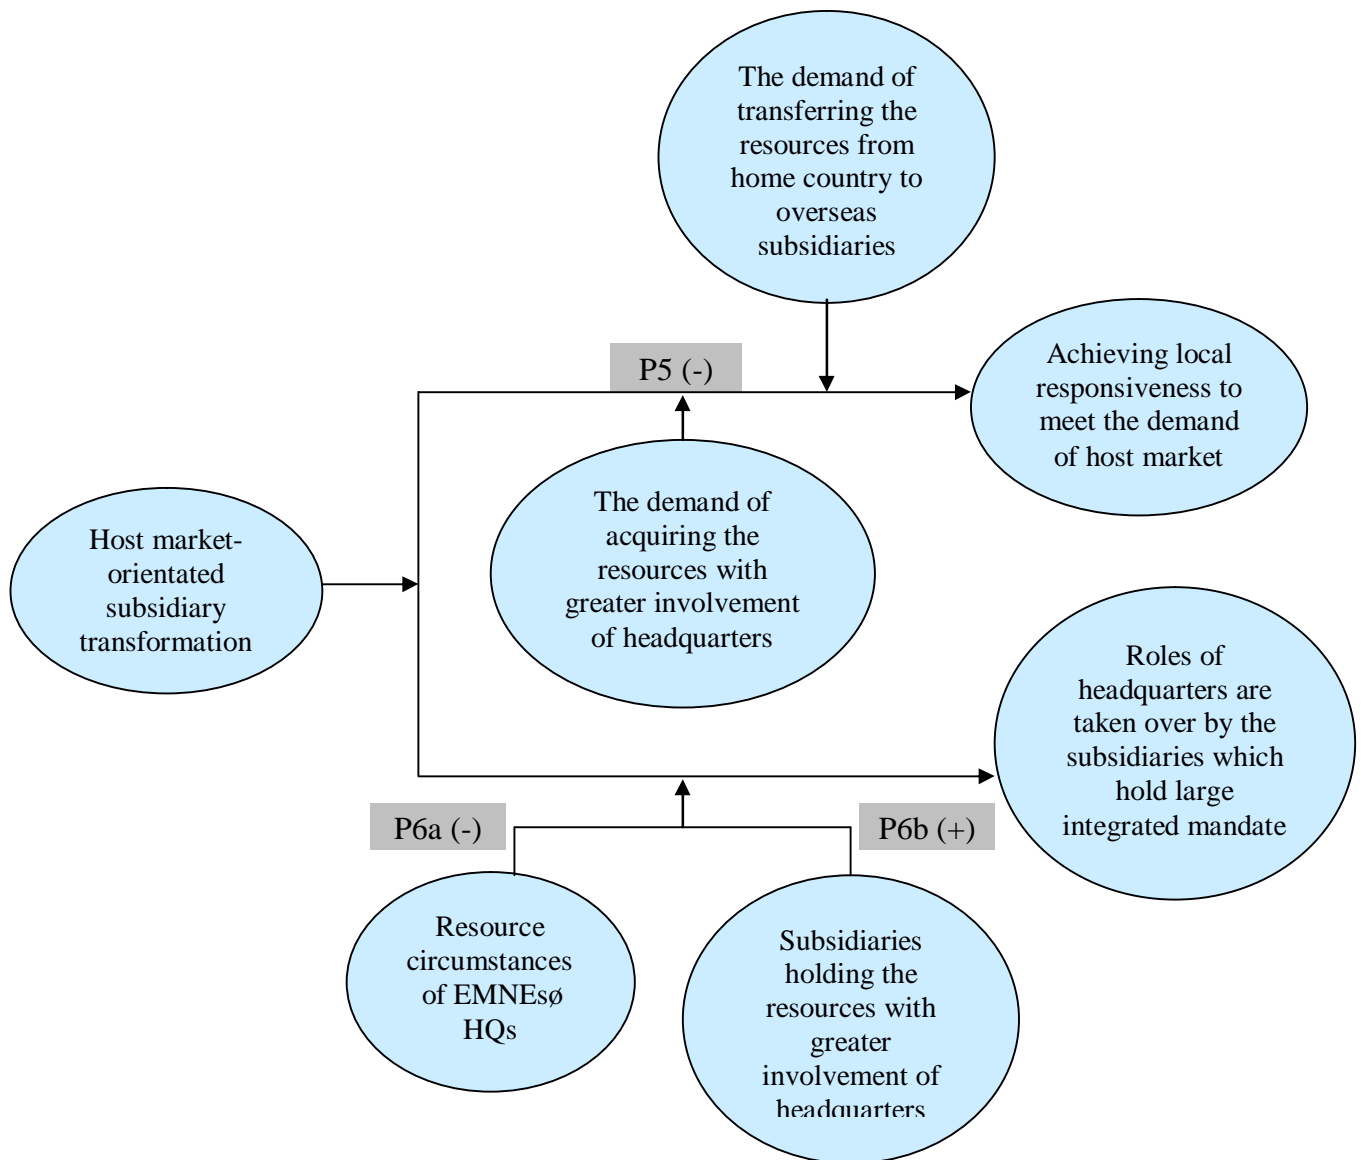 The demand of
transferring the
resources from
home country to
overseas
subsidiaries
P5 (-)
Achieving local
responsiveness to
meet the demand
of host market
The demand of
acquiring the
resources with
greater involvement
of headquarters
Host market-
orientated
subsidiary
transformation
Roles of
headquarters are
taken over by the
subsidiaries which
hold large
integrated mandate
P6a (-)
P6b (+)
Resource
circumstances
of EMNEsø
HQs
Subsidiaries
holding the
resources with
greater
involvement of
headquarters